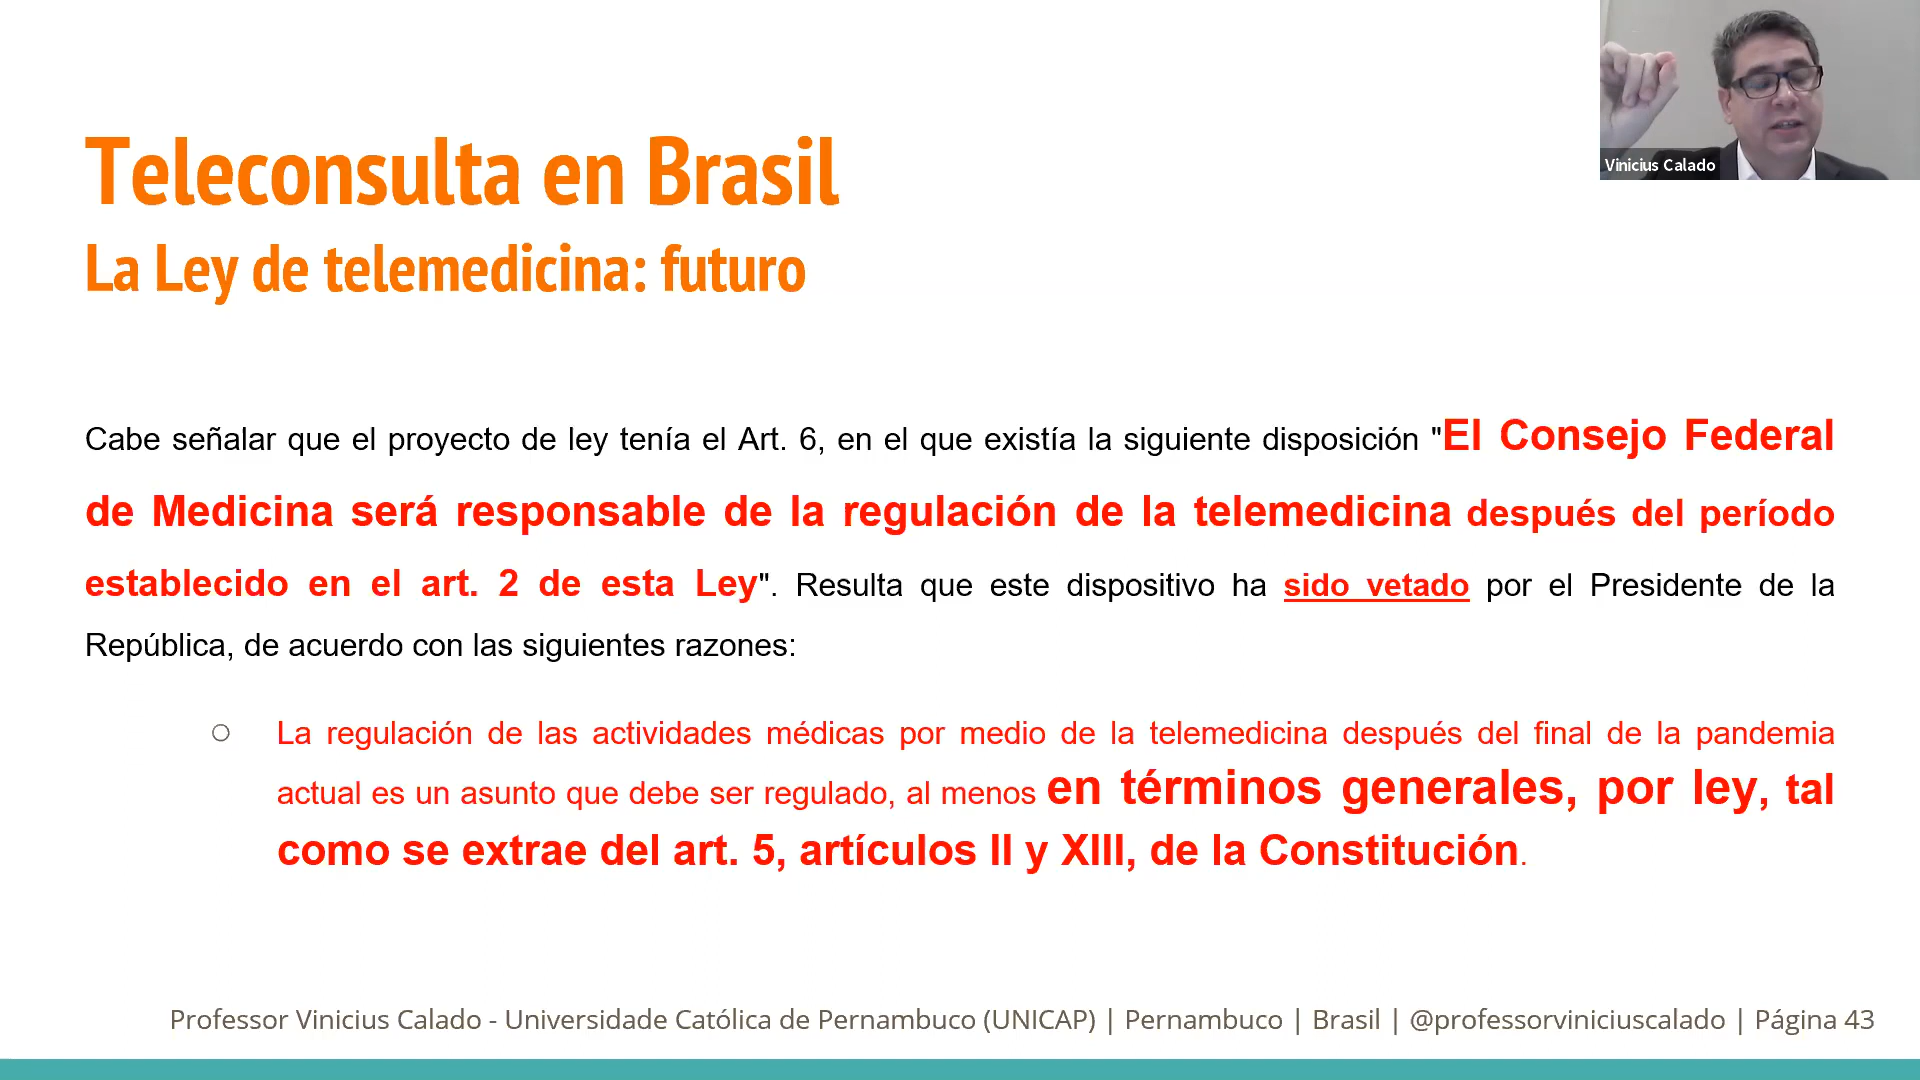 Vinicius Calado
Teleconsulta en Brasil
La Ley de telemedicina: futuro
Cabe señalar que el proyecto de ley tenía el Art. 6, en el que existía la siguiente disposición "El Consejo Federal
de Medicina será responsable de la regulación de la telemedicina después del período
establecido en el art. 2 de esta Ley". Resulta que este dispositivo ha sido vetado por el Presidente de la
República, de acuerdo con las siguientes razones:
○ La regulación de las actividades médicas por medio de la telemedicina después del final de la pandemia
actual es un asunto que debe ser regulado, al menos en términos generales, por ley, tal
como se extrae del art. 5, artículos II y XIII, de la Constitución.
Professor Vinicius Calado - Universidade Católica de Pernambuco (UNICAP) | Pernambuco | Brasil | @professorviniciuscalado | Página 43